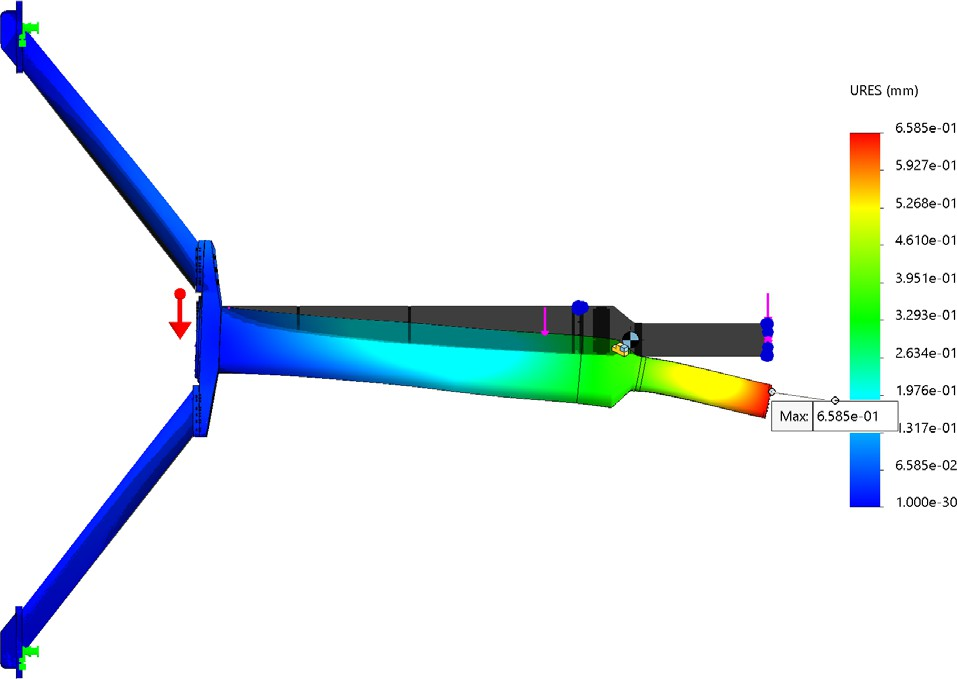 URES (mm)
6.585e-01
5.927e-01
5.268e-01
4.610e-01
3.951e-01
3.293e-01
2.634e-01
1.976e-01
Max: 6.585e-01
1.317e-01
6.585e-02
1.000e-30